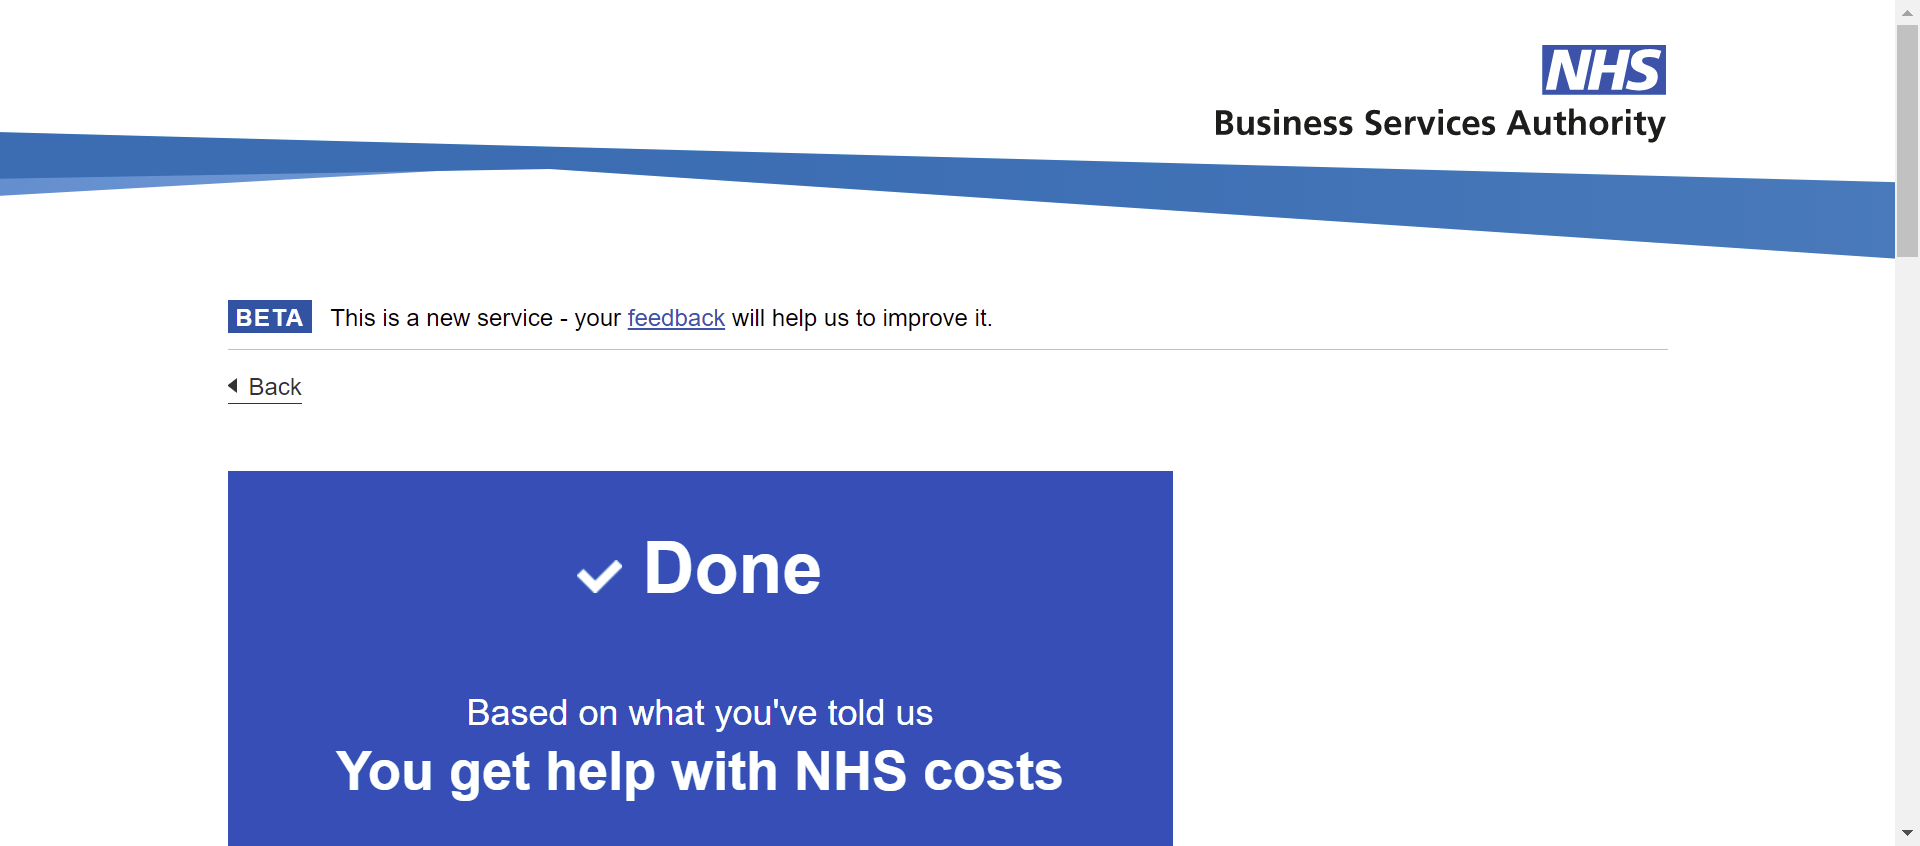 NHS
Business Services Authority
BETA This is a new service - your feedback will help us to improve it.
Back
Done
Based on what you've told us
You get help with NHS costs